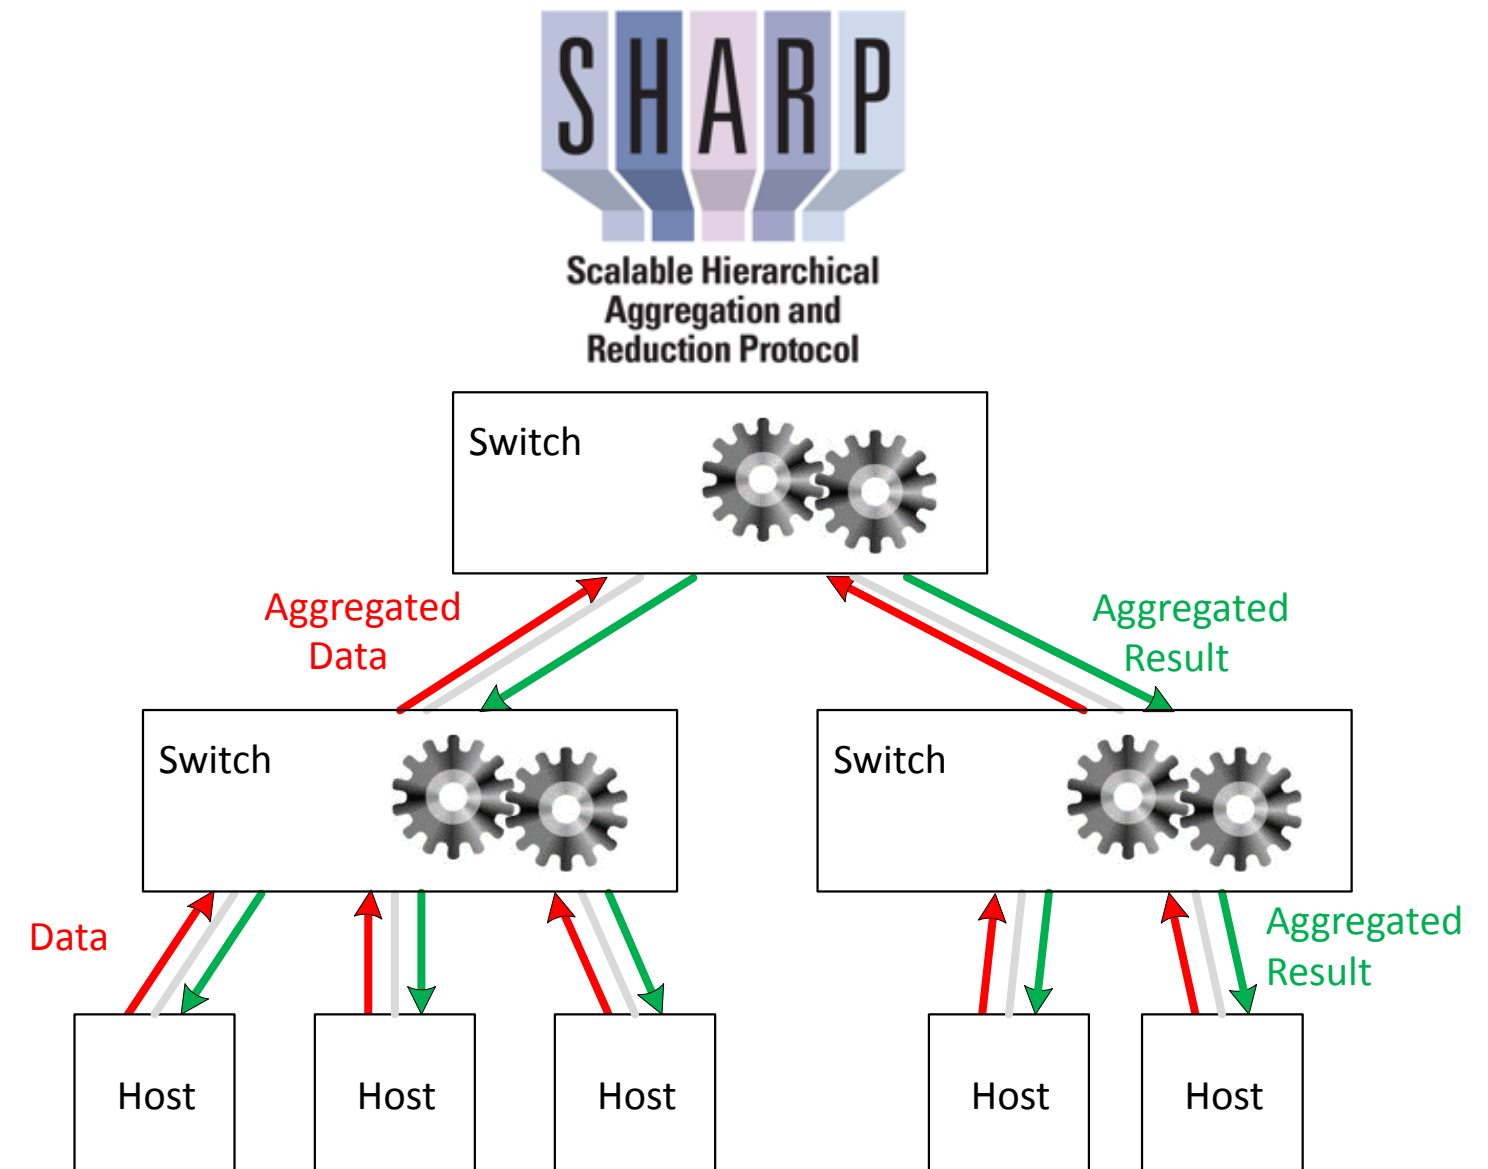 SHARP
Scalable Hierarchical
Aggregation and
Reduction Protocol
Switch
Aggregated
Data
Aggregated
Result
Switch
Switch
Data
Aggregated
Result
Host
Host
Host
Host
Host